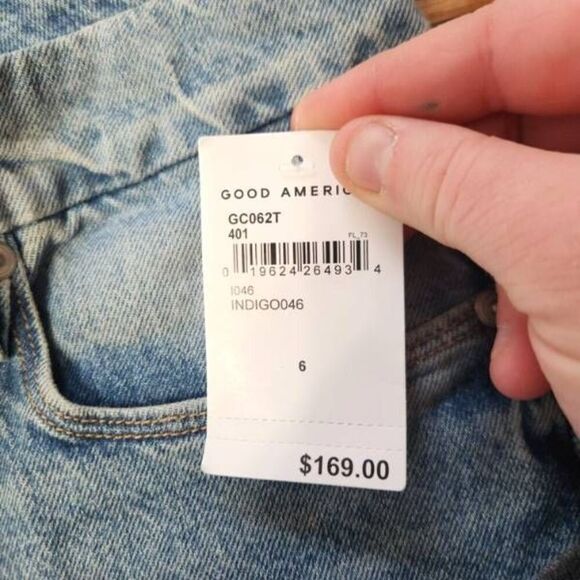 GOOD AMERIC
GC062T
401
FL_73
0 19624 26493 4
I046
INDIGO046
6
$169.00